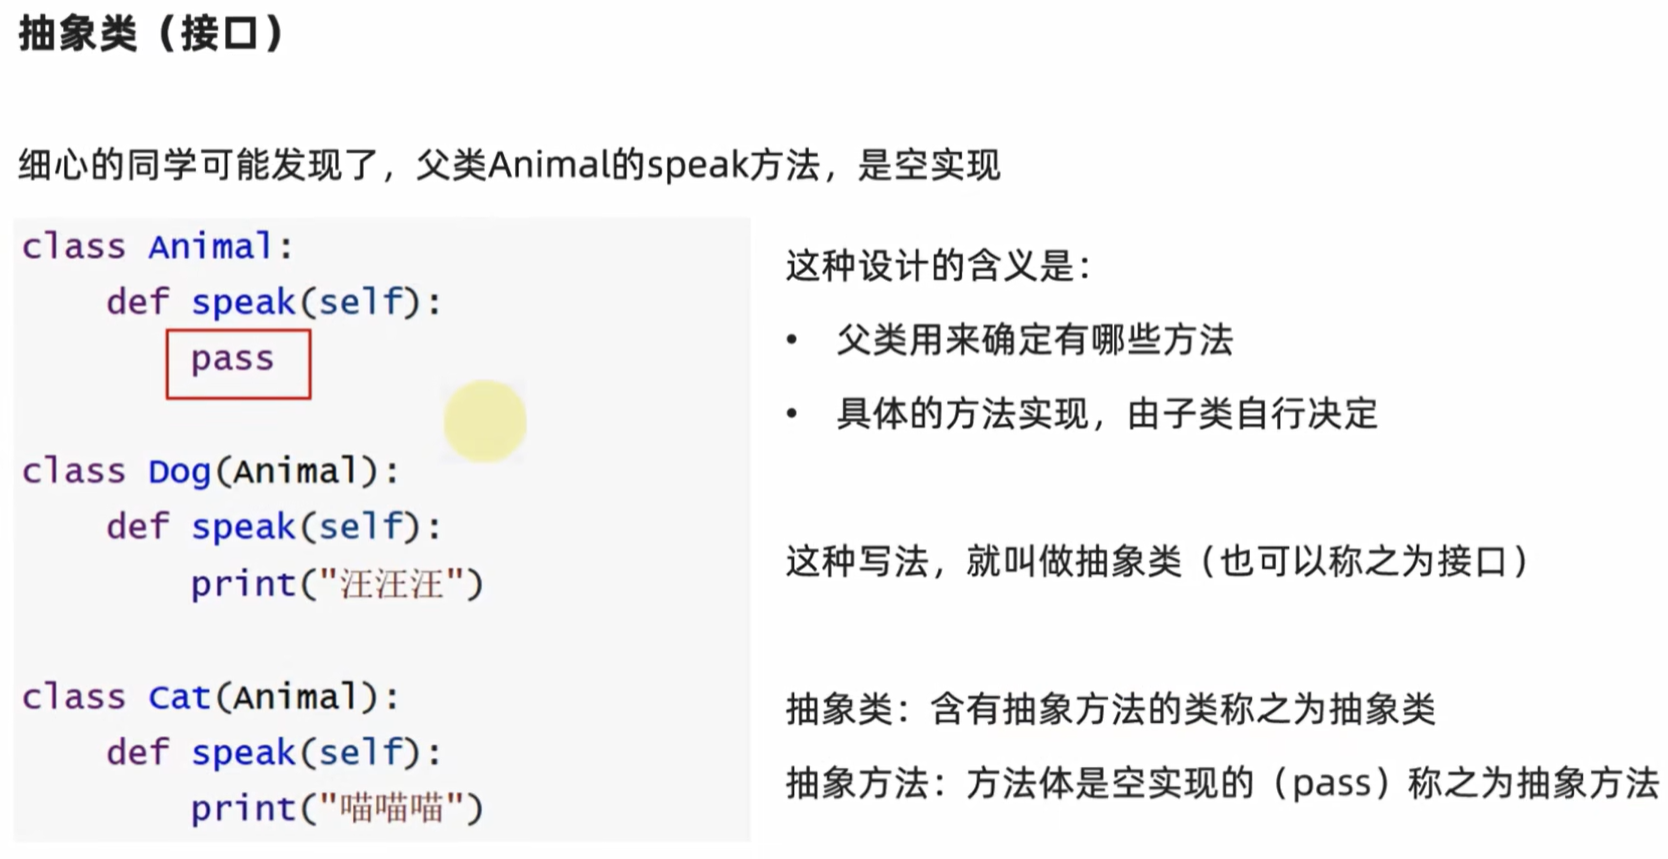 抽象类（接口）
细心的同学可能发现了，父类Animal的speak方法，是空实现
class Animal:
    def speak(self):
        pass
class Dog(Animal):
    def speak(self):
        print("汪汪汪")
class Cat(Animal):
    def speak(self):
        print("喵喵喵")
这种设计的含义是：
• 父类用来确定有哪些方法
• 具体的方法实现，由子类自行决定
这种写法，就叫做抽象类（也可以称之为接口）
抽象类：含有抽象方法的类称之为抽象类
抽象方法：方法体是空实现的（pass）称之为抽象方法